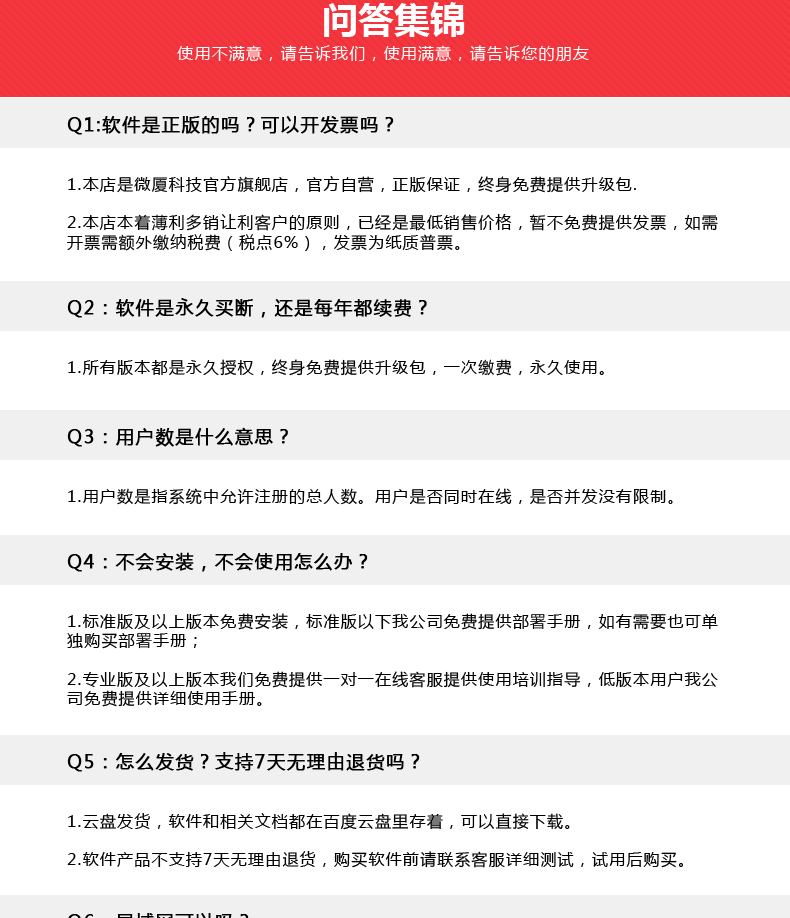 问答集锦
使用不满意，请告诉我们，使用满意，请告诉您的朋友
Q1:软件是正版的吗？可以开发票吗？
1.本店是微厦科技官方旗舰店，官方自营，正版保证，终身免费提供升级包.
2.本店本着薄利多销让利客户的原则，已经是最低销售价格，暂不免费提供发票，如需
开票需额外缴纳税费（税点6%），发票为纸质普票。
Q2：软件是永久买断，还是每年都续费？
1.所有版本都是永久授权，终身免费提供升级包，一次缴费，永久使用。
Q3：用户数是什么意思？
1.用户数是指系统中允许注册的总人数。用户是否同时在线，是否并发没有限制。
Q4：不会安装，不会使用怎么办？
1.标准版及以上版本免费安装，标准版以下我公司免费提供部署手册，如有需要也可单
独购买部署手册；
2.专业版及以上版本我们免费提供一对一在线客服提供使用培训指导，低版本用户我公
司免费提供详细使用手册。
Q5：怎么发货？支持7天无理由退货吗？
1.云盘发货，软件和相关文档都在百度云盘里存着，可以直接下载。
2.软件产品不支持7天无理由退货，购买软件前请联系客服详细测试，试用后购买。